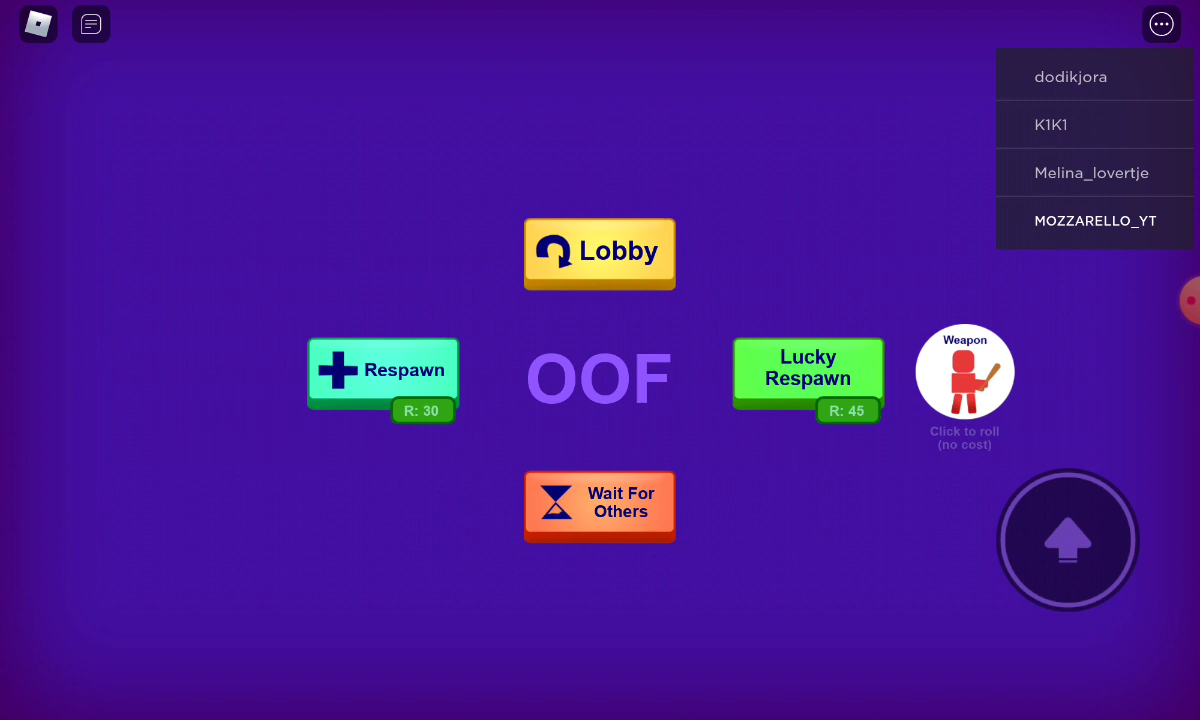 dodikjora
K1K1
Melina_lovertje
MOZZARELLO_YT
Lobby
Respawn
R: 30
OOF
Lucky
Respawn
R: 45
Weapon
Click to roll
(no cost)
Wait For
Others